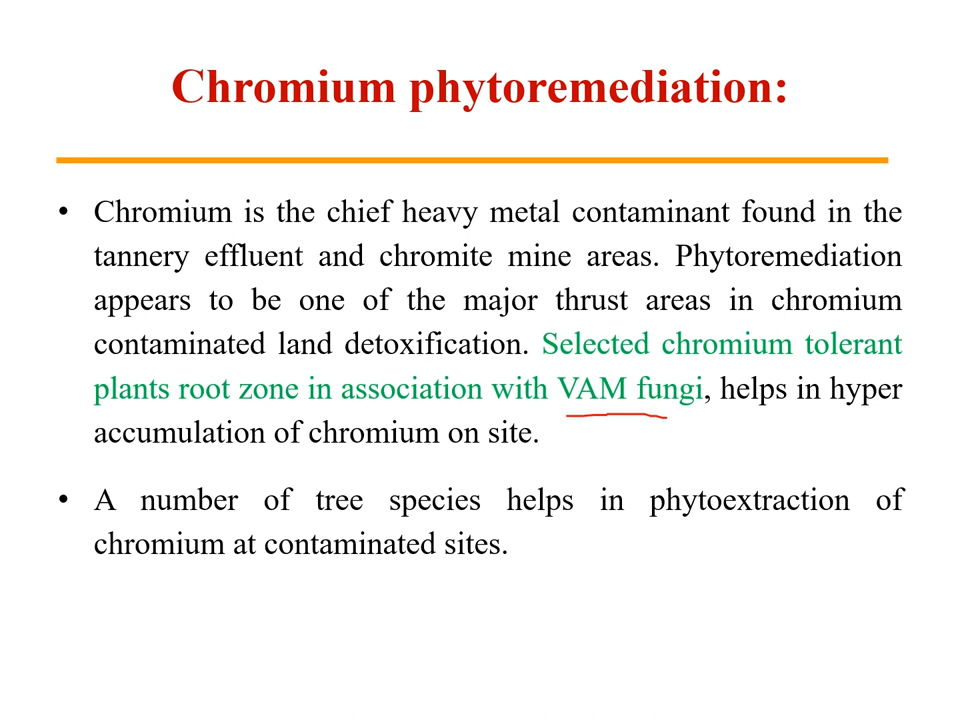 Chromium phytoremediation:
• Chromium is the chief heavy metal contaminant found in the
tannery effluent and chromite mine areas. Phytoremediation
appears to be one of the major thrust areas in chromium
contaminated land detoxification. Selected chromium tolerant
plants root zone in association with VAM fungi, helps in hyper
accumulation of chromium on site.
• A number of tree species helps in phytoextraction of
chromium at contaminated sites.